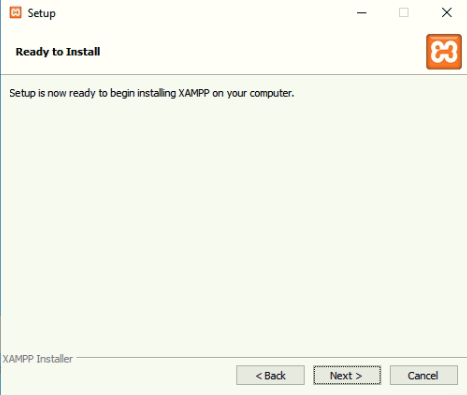 Setup
Ready to Install
Setup is now ready to begin installing XAMPP on your computer.
XAMPP Installer
< Back Next > Cancel